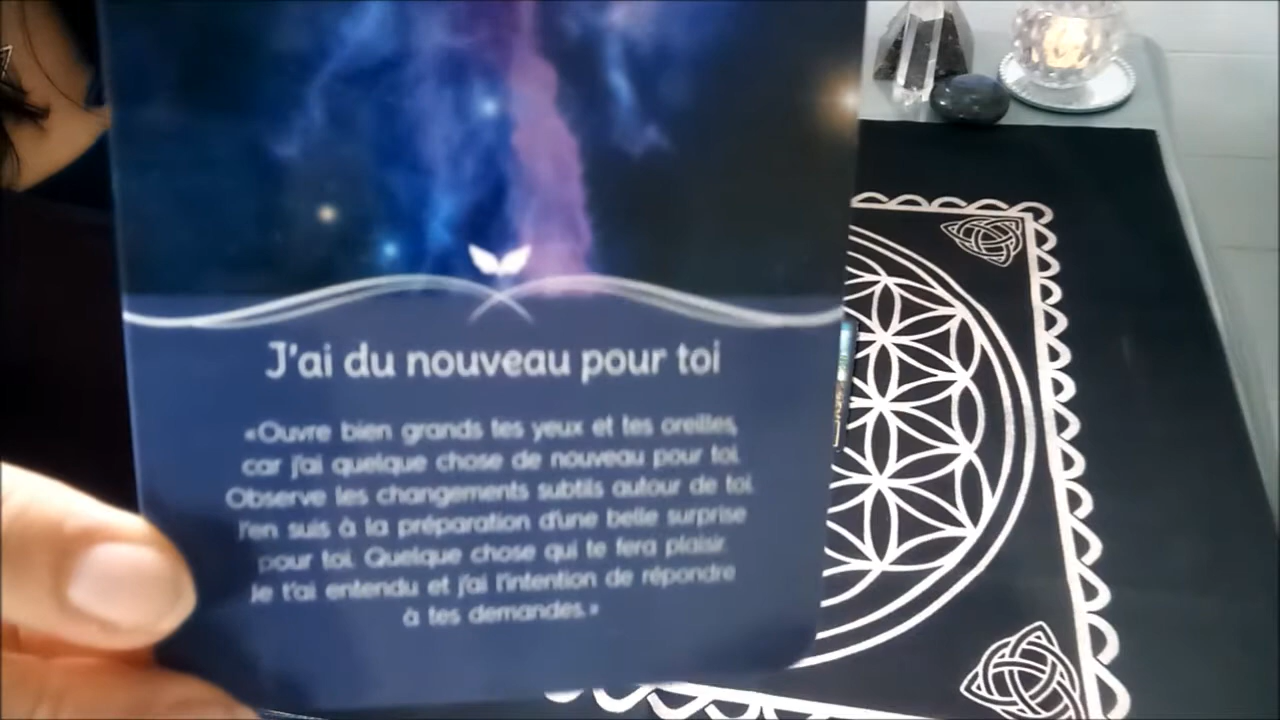 J'ai du nouveau pour toi
«Ouvre bien grands tes yeux et tes oreilles,
car j'ai quelque chose de nouveau pour toi.
Observe les changements subtils autour de toi.
J'en suis à la préparation d'une belle surprise
pour toi. Quelque chose qui te fera plaisir.
Je t'ai entendu et j'ai l'intention de répondre
à tes demandes.»